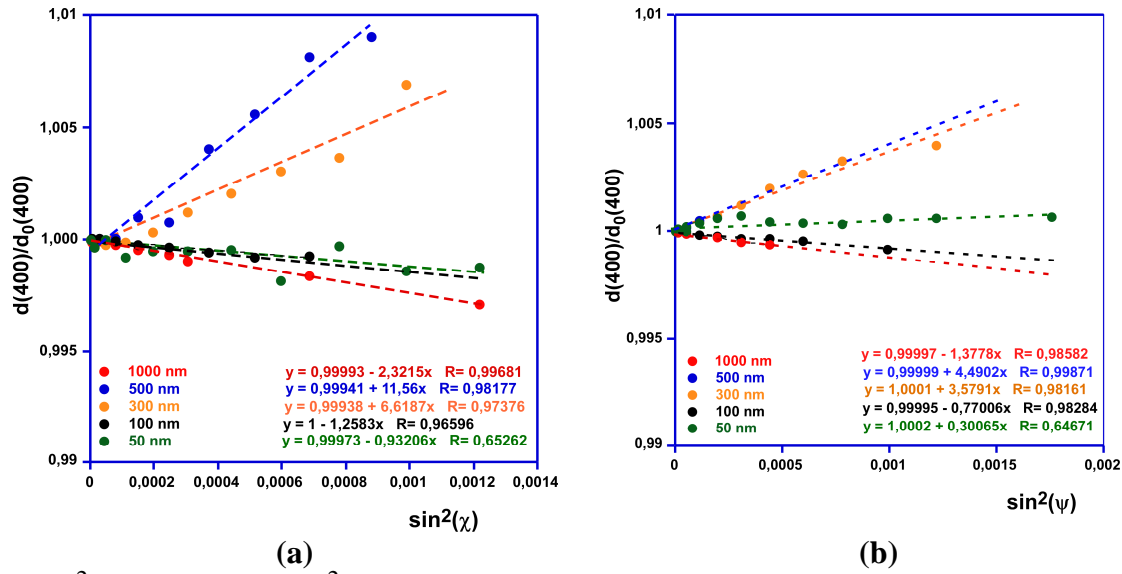 1,01
1,005
1,000
0,995
0,99
d(400)/d₀(400)
1000 nm
500 nm
300 nm
100 nm
50 nm
y = 0,99993 - 2,3215x R= 0,99681
y = 0,99941 + 11,56x R= 0,98177
y = 0,99938 + 6,6187x R= 0,97376
y = 1 - 1,2583x R= 0,96596
y = 0,99973 - 0,93206x R= 0,65262
0 0,0002 0,0004 0,0006 0,0008 0,001 0,0012 0,0014
sin²(χ)
(a)
1,01
1,005
1
0,995
0,99
d(400)/d₀(400)
1000 nm
500 nm
300 nm
100 nm
50 nm
y = 0,99997 - 1,3778x R= 0,98582
y = 0,99999 + 4,4902x R= 0,99871
y = 1,0001 + 3,5791x R= 0,98161
y = 0,99995 - 0,77006x R= 0,98284
y = 1,0002 + 0,30065x R= 0,64671
0 0,0005 0,001 0,0015 0,002
sin²(ψ)
(b)